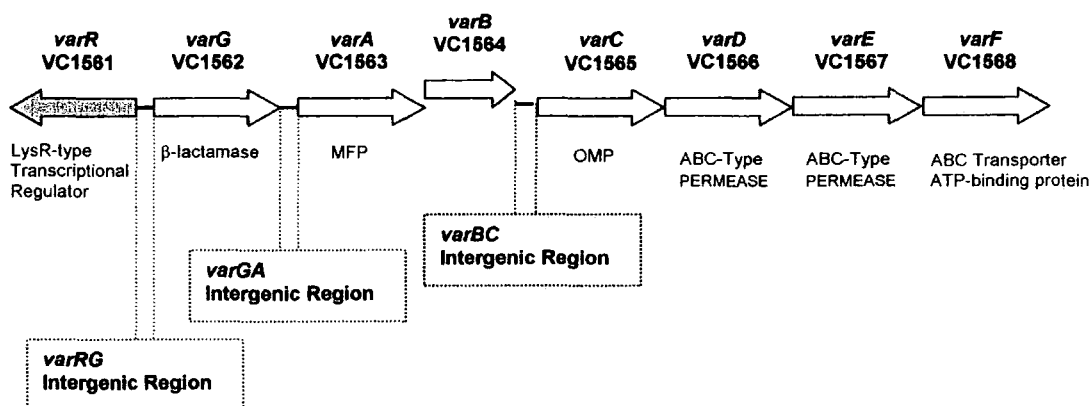 varR varG varA varB varC varD varE varF
VC1561 VC1562 VC1563 VC1564 VC1565 VC1566 VC1567 VC1568
LysR-type
Transcriptional
Regulator
β-lactamase
MFP
OMP
ABC-Type
PERMEASE
ABC-Type
PERMEASE
ABC Transporter
ATP-binding protein
varBC
Intergenic Region
varGA
Intergenic Region
varRG
Intergenic Region